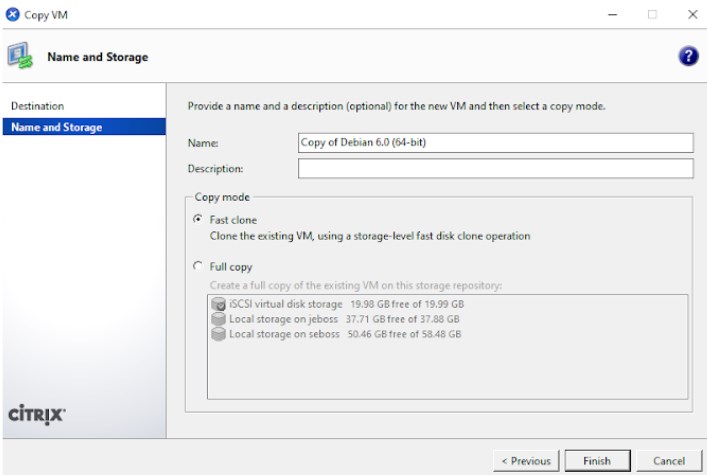 Copy VM
Name and Storage
?
Destination
Name and Storage
Provide a name and a description (optional) for the new VM and then select a copy mode.
Name: Copy of Debian 6.0 (64-bit)
Description:
Copy mode
Fast clone
Clone the existing VM, using a storage-level fast disk clone operation
Full copy
Create a full copy of the existing VM on this storage repository:
iSCSI virtual disk storage 19.98 GB free of 19.99 GB
Local storage on jeboss 37.71 GB free of 37.88 GB
Local storage on seboss 50.46 GB free of 58.48 GB
CITRIX
< Previous Finish Cancel